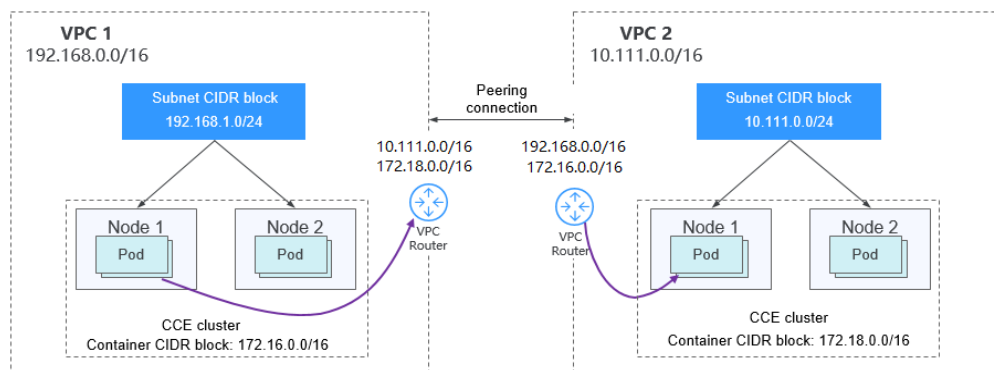 VPC 1
192.168.0.0/16
Subnet CIDR block
192.168.1.0/24
Node 1
Pod
Node 2
Pod
CCE cluster
Container CIDR block: 172.16.0.0/16
Peering
connection
10.111.0.0/16
172.18.0.0/16
VPC
Router
192.168.0.0/16
172.16.0.0/16
VPC
Router
VPC 2
10.111.0.0/16
Subnet CIDR block
10.111.0.0/24
Node 1
Pod
Node 2
Pod
CCE cluster
Container CIDR block: 172.18.0.0/16